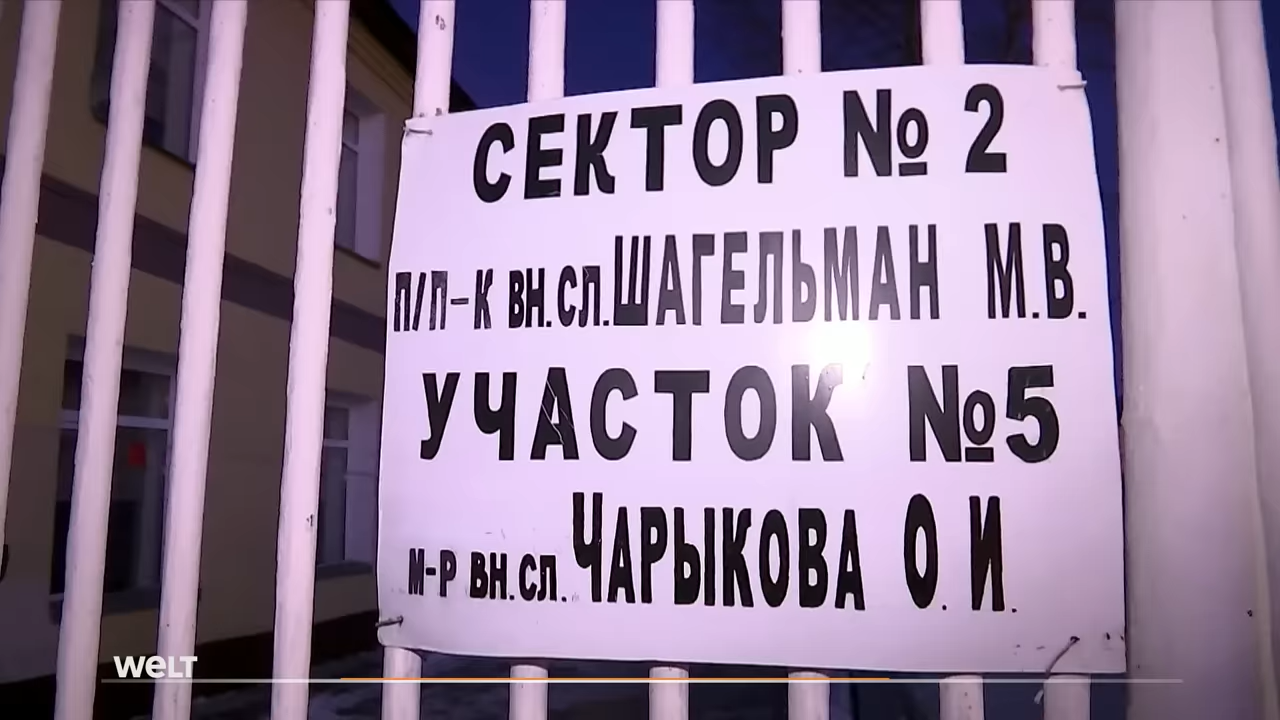 СЕКТОР № 2
П/П-К ВН.СЛ.ШАГЕЛЬМАН М.В.
УЧАСТОК №5
М-Р ВН.СЛ.ЧАРЫКОВА О.И.
WELT